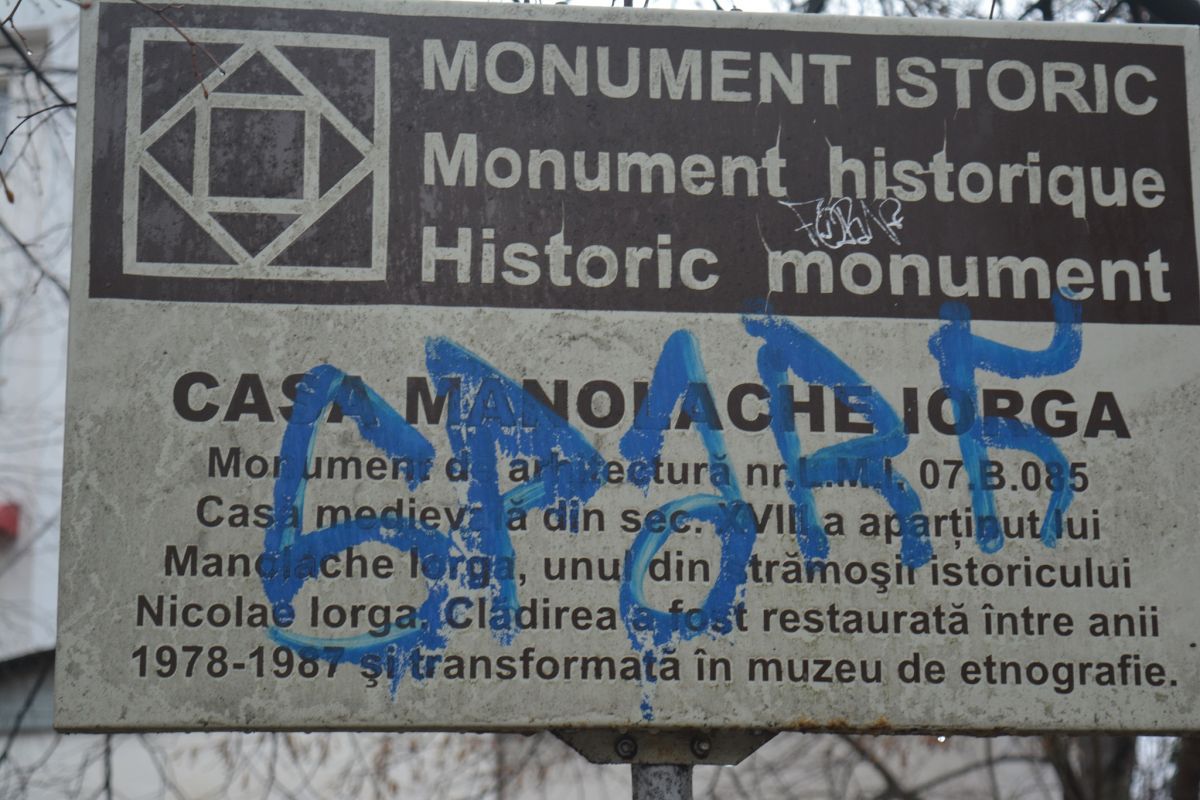 MONUMENT ISTORIC
Monument historique
Historic monument
CASA MANOLACHE IORGA
Monument de arhitectură nr.L.M.I. 07.B.085
Casă medievală din sec. XVIII a aparţinut lui
Manolache Iorga, unul din strămoşii istoricului
Nicolae Iorga. Clădirea a fost restaurată între anii
1978-1987 şi transformată în muzeu de etnografie.